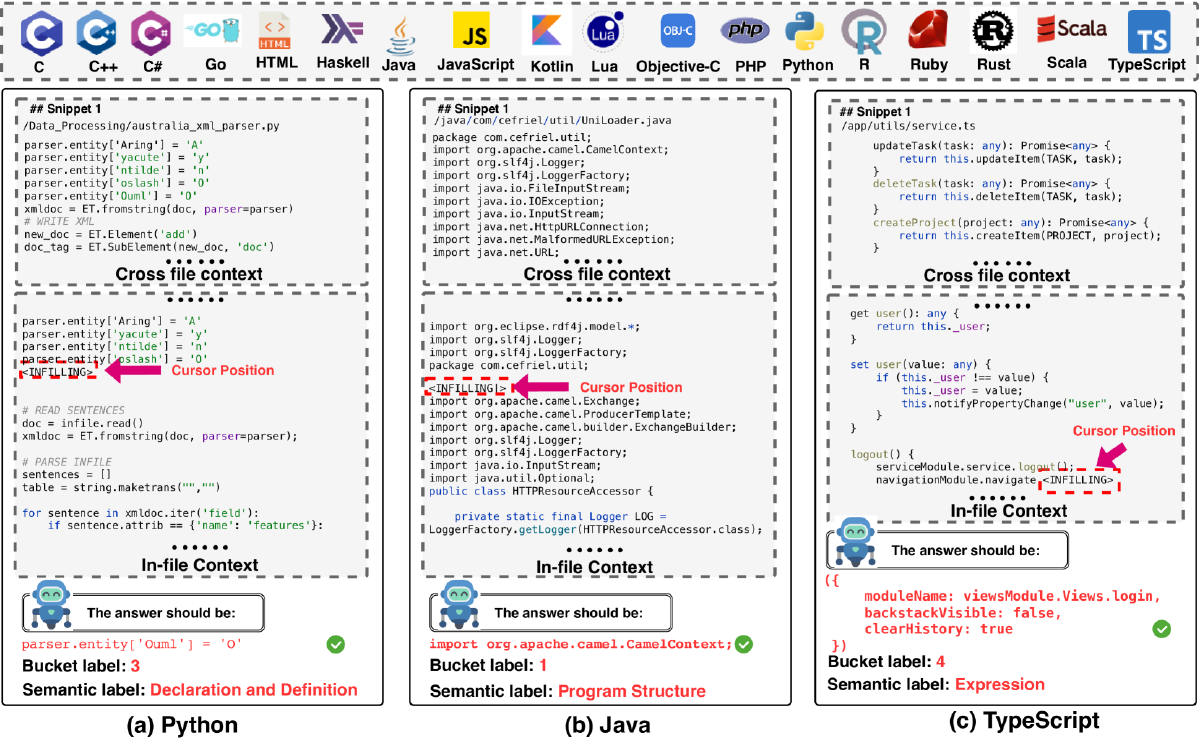 C C++ C# Go HTML Haskell Java JavaScript Kotlin Lua Objective-C PHP Python R Ruby Rust Scala TypeScript
GO HTML JS Lua OBJ-C php R Scala TS
## Snippet 1
/Data_Processing/australia_xml_parser.py
parser.entity['Aring'] = 'A'
parser.entity['yacute'] = 'y'
parser.entity['ntilde'] = 'n'
parser.entity['oslash'] = 'O'
parser.entity['Ouml'] = 'O'
xmldoc = ET.fromstring(doc, parser=parser)
# WRITE XML
new_doc = ET.Element('add')
doc_tag = ET.SubElement(new_doc, 'doc')
Cross file context
parser.entity['Aring'] = 'A'
parser.entity['yacute'] = 'y'
parser.entity['ntilde'] = 'n'
parser.entity['oslash'] = 'O'
<INFILLING>
Cursor Position
# READ SENTENCES
doc = infile.read()
xmldoc = ET.fromstring(doc, parser=parser);
# PARSE INFILE
sentences = []
table = string.maketrans("","")
for sentence in xmldoc.iter('field'):
if sentence.attrib == {'name': 'features'}:
In-file Context
The answer should be:
parser.entity['Ouml'] = 'O'
Bucket label: 3
Semantic label: Declaration and Definition
(a) Python
## Snippet 1
/java/com/cefriel/util/UniLoader.java
package com.cefriel.util;
import org.apache.camel.CamelContext;
import org.slf4j.Logger;
import org.slf4j.LoggerFactory;
import java.io.FileInputStream;
import java.io.IOException;
import java.io.InputStream;
import java.net.HttpURLConnection;
import java.net.MalformedURLException;
import java.net.URL;
Cross file context
import org.eclipse.rdf4j.model.*;
import org.slf4j.Logger;
import org.slf4j.LoggerFactory;
package com.cefriel.util;
<INFILLING|>
Cursor Position
import org.apache.camel.Exchange;
import org.apache.camel.ProducerTemplate;
import org.apache.camel.builder.ExchangeBuilder;
import org.slf4j.Logger;
import org.slf4j.LoggerFactory;
import java.io.InputStream;
import java.util.Optional;
public class HTTPResourceAccessor {
private static final Logger LOG =
LoggerFactory.getLogger(HTTPResourceAccessor.class);
In-file Context
The answer should be:
import org.apache.camel.CamelContext;
Bucket label: 1
Semantic label: Program Structure
(b) Java
## Snippet 1
/app/utils/service.ts
updateTask(task: any): Promise<any> {
return this.updateItem(TASK, task);
}
deleteTask(task: any): Promise<any> {
return this.deleteItem(TASK, task);
}
createProject(project: any): Promise<any> {
return this.createItem(PROJECT, project);
}
Cross file context
get user(): any {
return this._user;
}
set user(value: any) {
if (this._user !== value) {
this._user = value;
this.notifyPropertyChange("user", value);
}
}
Cursor Position
logout() {
serviceModule.service.logout();
navigationModule.navigate <INFILLING>
In-file Context
The answer should be:
({
moduleName: viewsModule.Views.login,
backstackVisible: false,
clearHistory: true
})
Bucket label: 4
Semantic label: Expression
(c) TypeScript